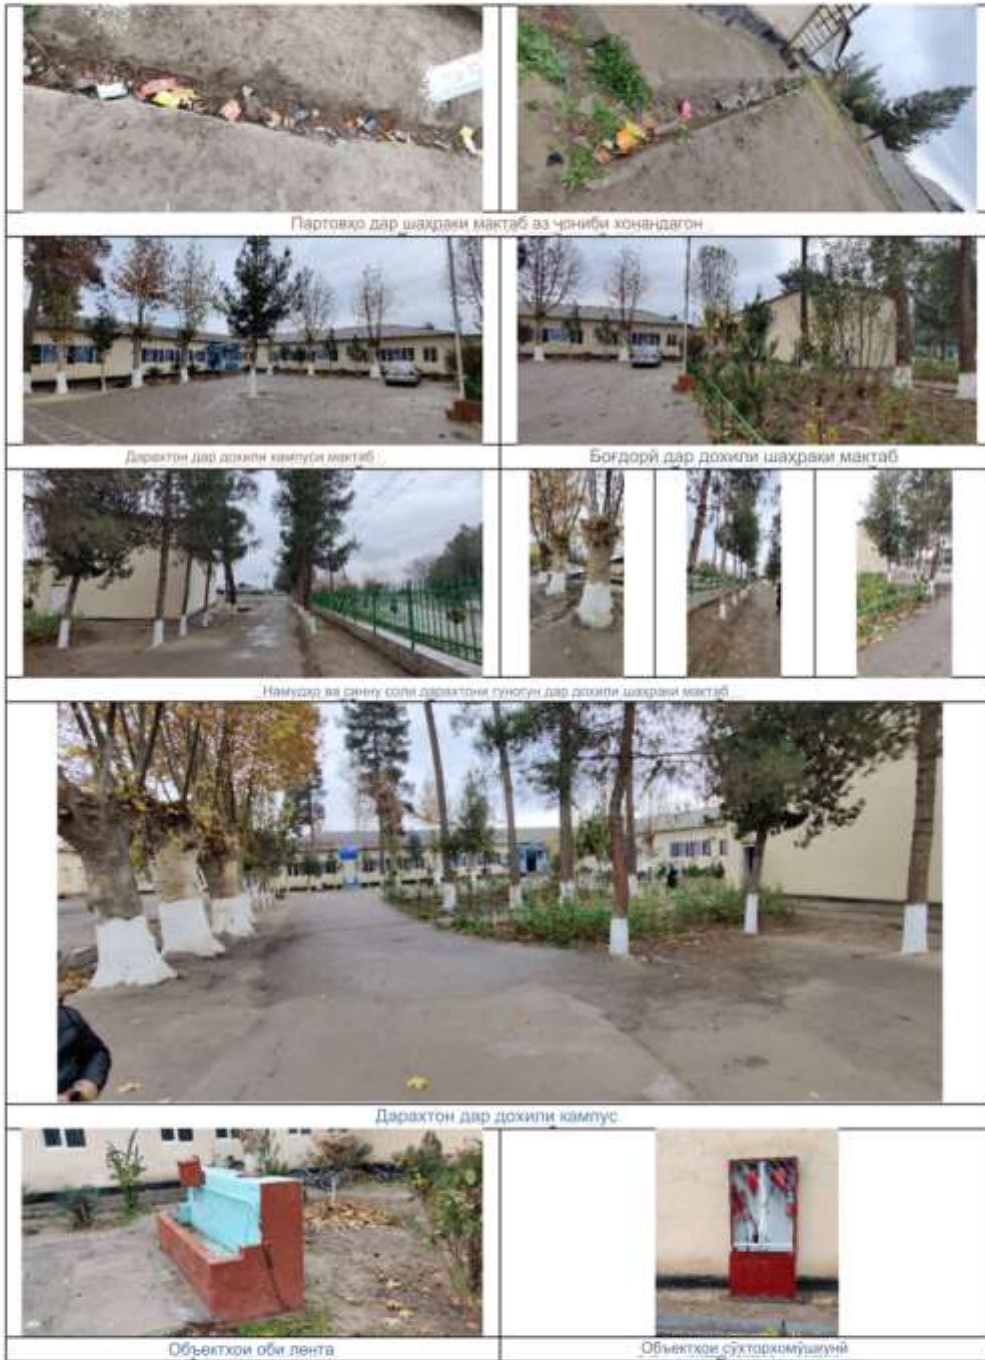 Партовҳо дар шаҳраки мактаб аз ҷониби хонандагон
Дарахтон дар дохили кампуси мактаб
Боғдорӣ дар дохили шаҳраки мактаб
Намудҳо ва синну соли дарахтони гуногун дар дохили шаҳраки мактаб
Дарахтон дар дохили кампус
Объектҳои оби лента
Объектҳои сӯхторхомӯшкунӣ